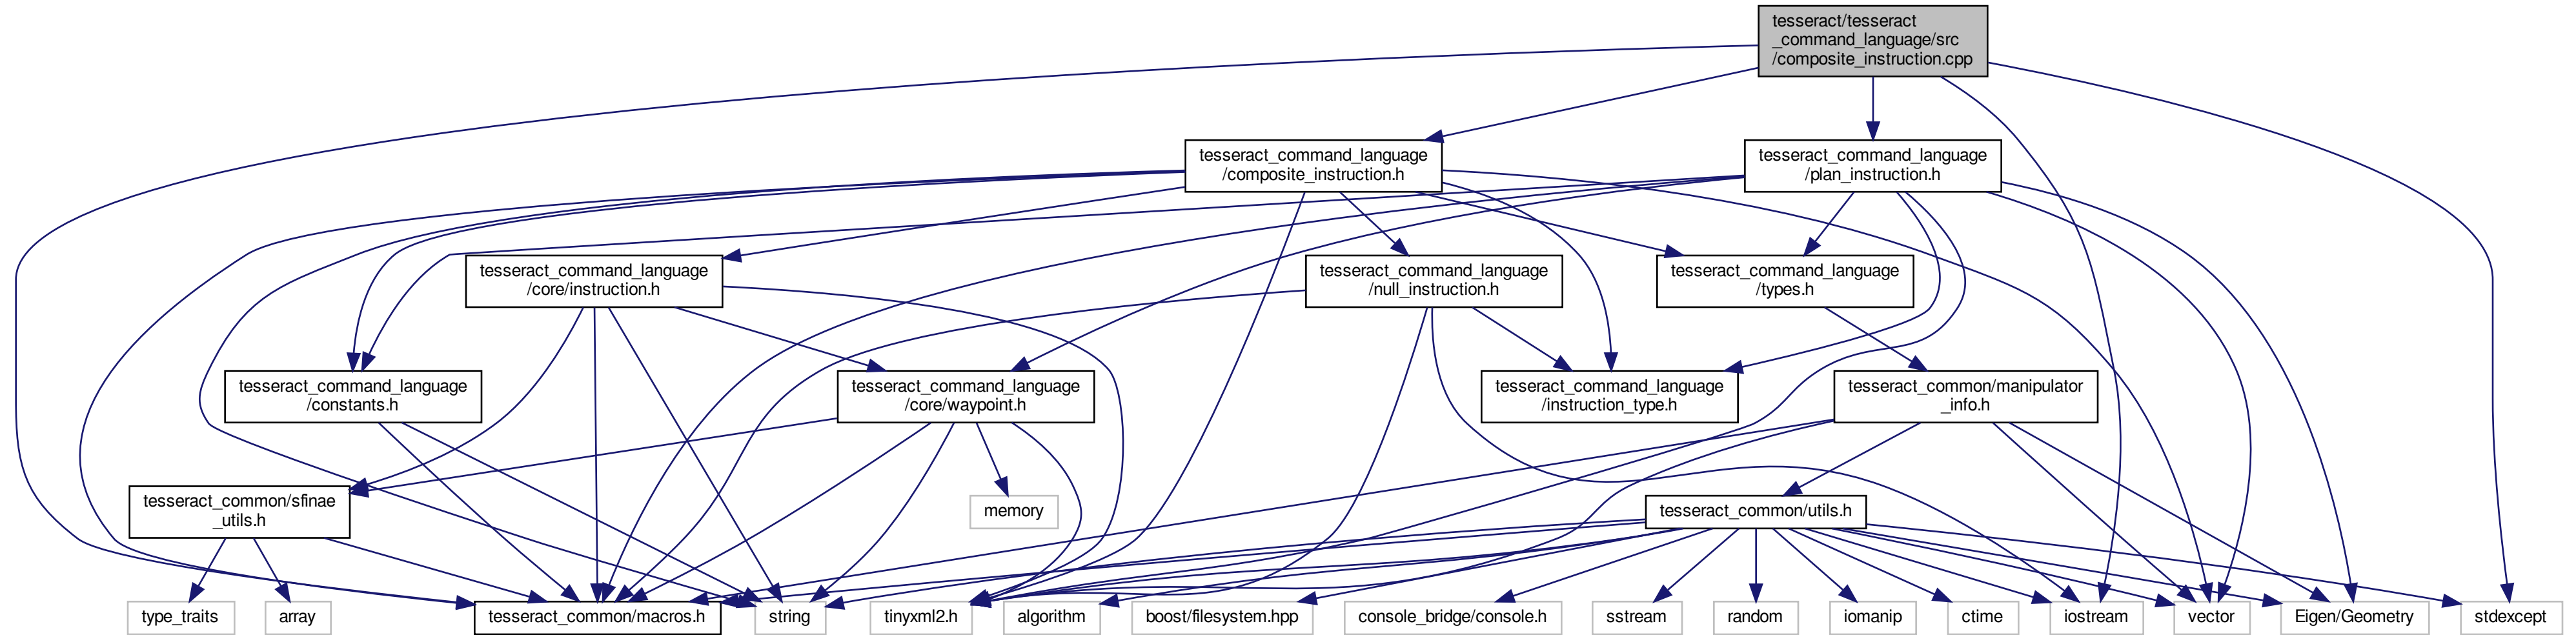 tesseract/tesseract
_command_language/src
/composite_instruction.cpp
tesseract_command_language
/composite_instruction.h
tesseract_command_language
/plan_instruction.h
tesseract_command_language
/core/instruction.h
tesseract_command_language
/null_instruction.h
tesseract_command_language
/types.h
tesseract_command_language
/constants.h
tesseract_command_language
/core/waypoint.h
tesseract_command_language
/instruction_type.h
tesseract_common/manipulator
_info.h
tesseract_common/sfinae
_utils.h
memory
tesseract_common/utils.h
type_traits
array
tesseract_common/macros.h
string
tinyxml2.h
algorithm
boost/filesystem.hpp
console_bridge/console.h
sstream
random
iomanip
ctime
iostream
vector
Eigen/Geometry
stdexcept